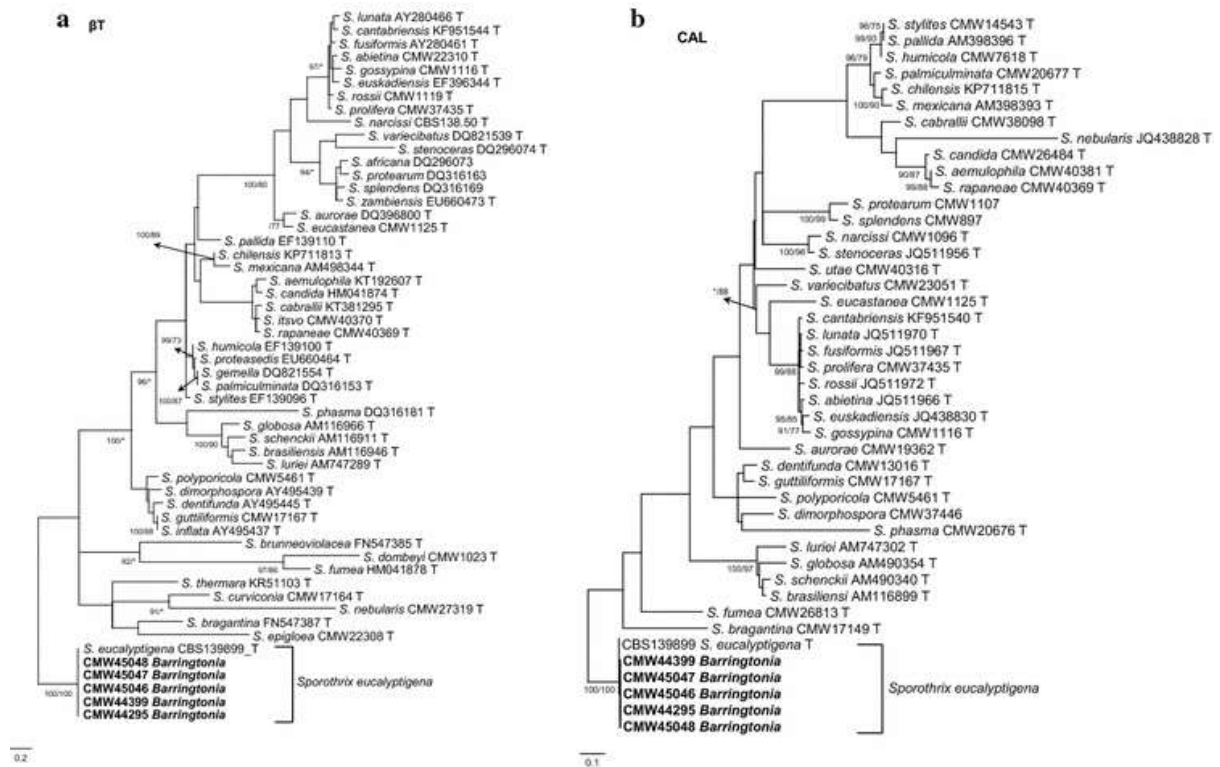 a βT
S. lunata AY280466 T
S. cantabriensis KF951544 T
S. fusiformis AY280461 T
S. abietina CMW22310 T
97/*
S. gossypina CMW1116 T
S. euskadiensis EF396344 T
S. rossii CMW1119 T
S. prolifera CMW37435 T
S. narcissi CBS138.50 T
S. variecibatus DQ821539 T
S. stenoceras DQ296074 T
S. africana DQ296073
94/*
S. protearum DQ316163
100/80
S. splendens DQ316169
S. zambiensis EU660473 T
S. aurorae DQ396800 T
/77
S. eucastanea CMW1125 T
100/89
S. pallida EF139110 T
S. chilensis KP711813 T
S. mexicana AM498344 T
S. aemulophila KT192607 T
S. candida HM041874 T
S. cabrallii KT381295 T
S. itsvo CMW40370 T
S. rapaneae CMW40369 T
99/73
S. humicola EF139100 T
S. proteasedis EU660464 T
S. gemella DQ821554 T
96/*
S. palmiculminata DQ316153 T
100/87
S. stylites EF139096 T
S. phasma DQ316181 T
S. globosa AM116966 T
100/90
S. schenckii AM116911 T
100/*
S. brasiliensis AM116946 T
S. luriei AM747289 T
S. polyporicola CMW5461 T
S. dimorphospora AY495439 T
S. dentifunda AY495445 T
S. guttiliformis CMW17167 T
100/88
S. inflata AY495437 T
S. brunneoviolacea FN547385 T
92/*
S. dombeyi CMW1023 T
97/86
S. fumea HM041878 T
S. thermara KR51103 T
S. curviconia CMW17164 T
91/*
S. nebularis CMW27319 T
S. bragantina FN547387 T
S. epigloea CMW22308 T
S. eucalyptigena CBS139899_T
CMW45048 Barringtonia
CMW45047 Barringtonia
CMW45046 Barringtonia
CMW44399 Barringtonia
CMW44295 Barringtonia
100/100
Sporothrix eucalyptigena
0.2
b CAL
96/75
S. stylites CMW14543 T
99/93
S. pallida AM398396 T
96/79
S. humicola CMW7618 T
S. palmiculminata CMW20677 T
S. chilensis KP711815 T
100/90
S. mexicana AM398393 T
S. cabrallii CMW38098 T
S. nebularis JQ438828 T
S. candida CMW26484 T
90/87
S. aemulophila CMW40381 T
99/88
S. rapaneae CMW40369 T
S. protearum CMW1107
100/99
S. splendens CMW897
S. narcissi CMW1096 T
100/96
S. stenoceras JQ511956 T
S. utae CMW40316 T
*/88
S. variecibatus CMW23051 T
S. eucastanea CMW1125 T
S. cantabriensis KF951540 T
S. lunata JQ511970 T
S. fusiformis JQ511967 T
99/88
S. prolifera CMW37435 T
S. rossii JQ511972 T
S. abietina JQ511966 T
95/85
S. euskadiensis JQ438830 T
91/77
S. gossypina CMW1116 T
S. aurorae CMW19362 T
S. dentifunda CMW13016 T
S. guttiliformis CMW17167 T
S. polyporicola CMW5461 T
S. dimorphospora CMW37446
S. phasma CMW20676 T
S. luriei AM747302 T
100/97
S. globosa AM490354 T
S. schenckii AM490340 T
S. brasiliensi AM116899 T
S. fumea CMW26813 T
S. bragantina CMW17149 T
CBS139899 S. eucalyptigena T
CMW44399 Barringtonia
CMW45047 Barringtonia
CMW45046 Barringtonia
CMW44295 Barringtonia
CMW45048 Barringtonia
100/100
Sporothrix eucalyptigena
0.1